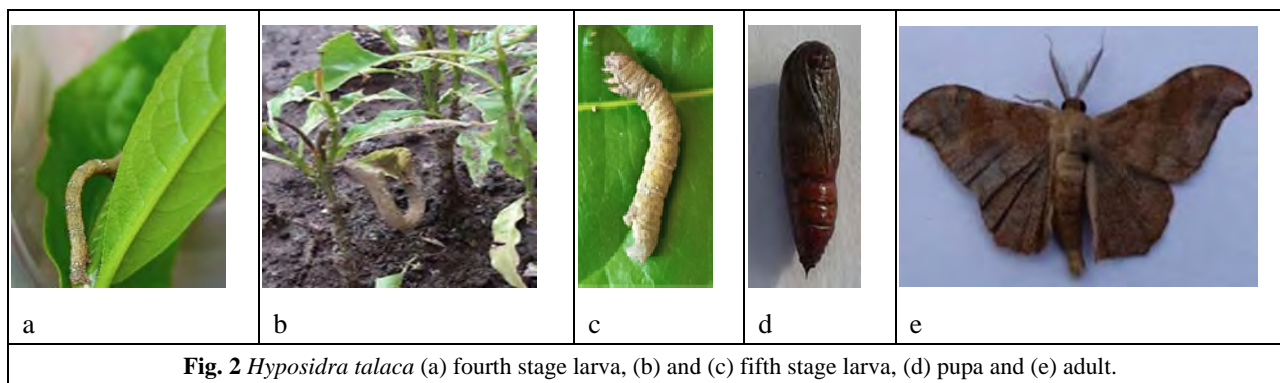 a b c d e
Fig. 2 Hyposidra talaca (a) fourth stage larva, (b) and (c) fifth stage larva, (d) pupa and (e) adult.